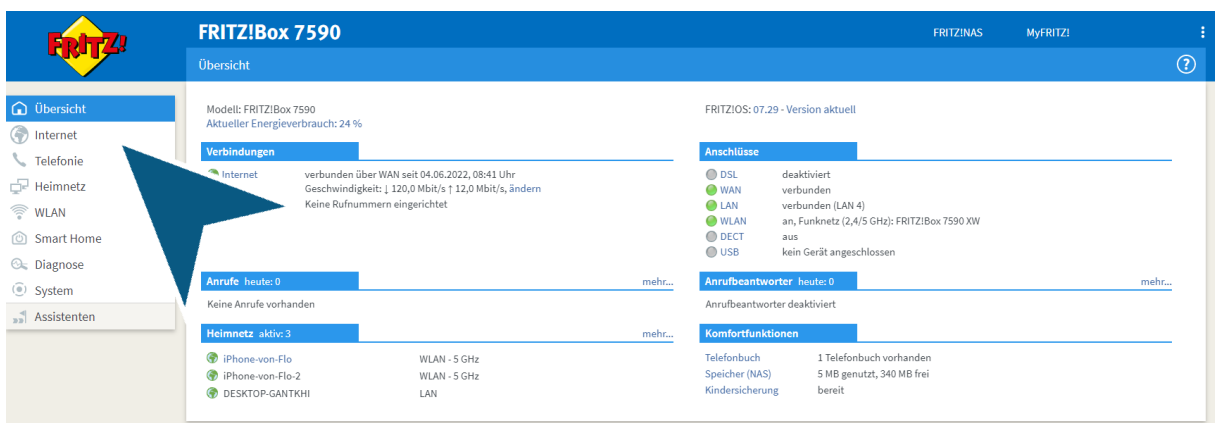 FRITZ!
FRITZ!Box 7590
FRITZ!NAS MyFRITZ!
Übersicht
?
Übersicht
Internet
Telefonie
Heimnetz
WLAN
Smart Home
Diagnose
System
Assistenten
Modell: FRITZ!Box 7590
Aktueller Energieverbrauch: 24 %
FRITZ!OS: 07.29 - Version aktuell
Verbindungen
Internet verbunden über WAN seit 04.06.2022, 08:41 Uhr
Geschwindigkeit: ↓ 120,0 Mbit/s ↑ 12,0 Mbit/s, ändern
Keine Rufnummern eingerichtet
Anschlüsse
DSL deaktiviert
WAN verbunden
LAN verbunden (LAN 4)
WLAN an, Funknetz (2,4/5 GHz): FRITZ!Box 7590 XW
DECT aus
USB kein Gerät angeschlossen
Anrufe heute: 0 mehr...
Keine Anrufe vorhanden
Anrufbeantworter heute: 0 mehr...
Anrufbeantworter deaktiviert
Heimnetz aktiv: 3 mehr...
iPhone-von-Flo WLAN - 5 GHz
iPhone-von-Flo-2 WLAN - 5 GHz
DESKTOP-GANTKHI LAN
Komfortfunktionen
Telefonbuch 1 Telefonbuch vorhanden
Speicher (NAS) 5 MB genutzt, 340 MB frei
Kindersicherung bereit